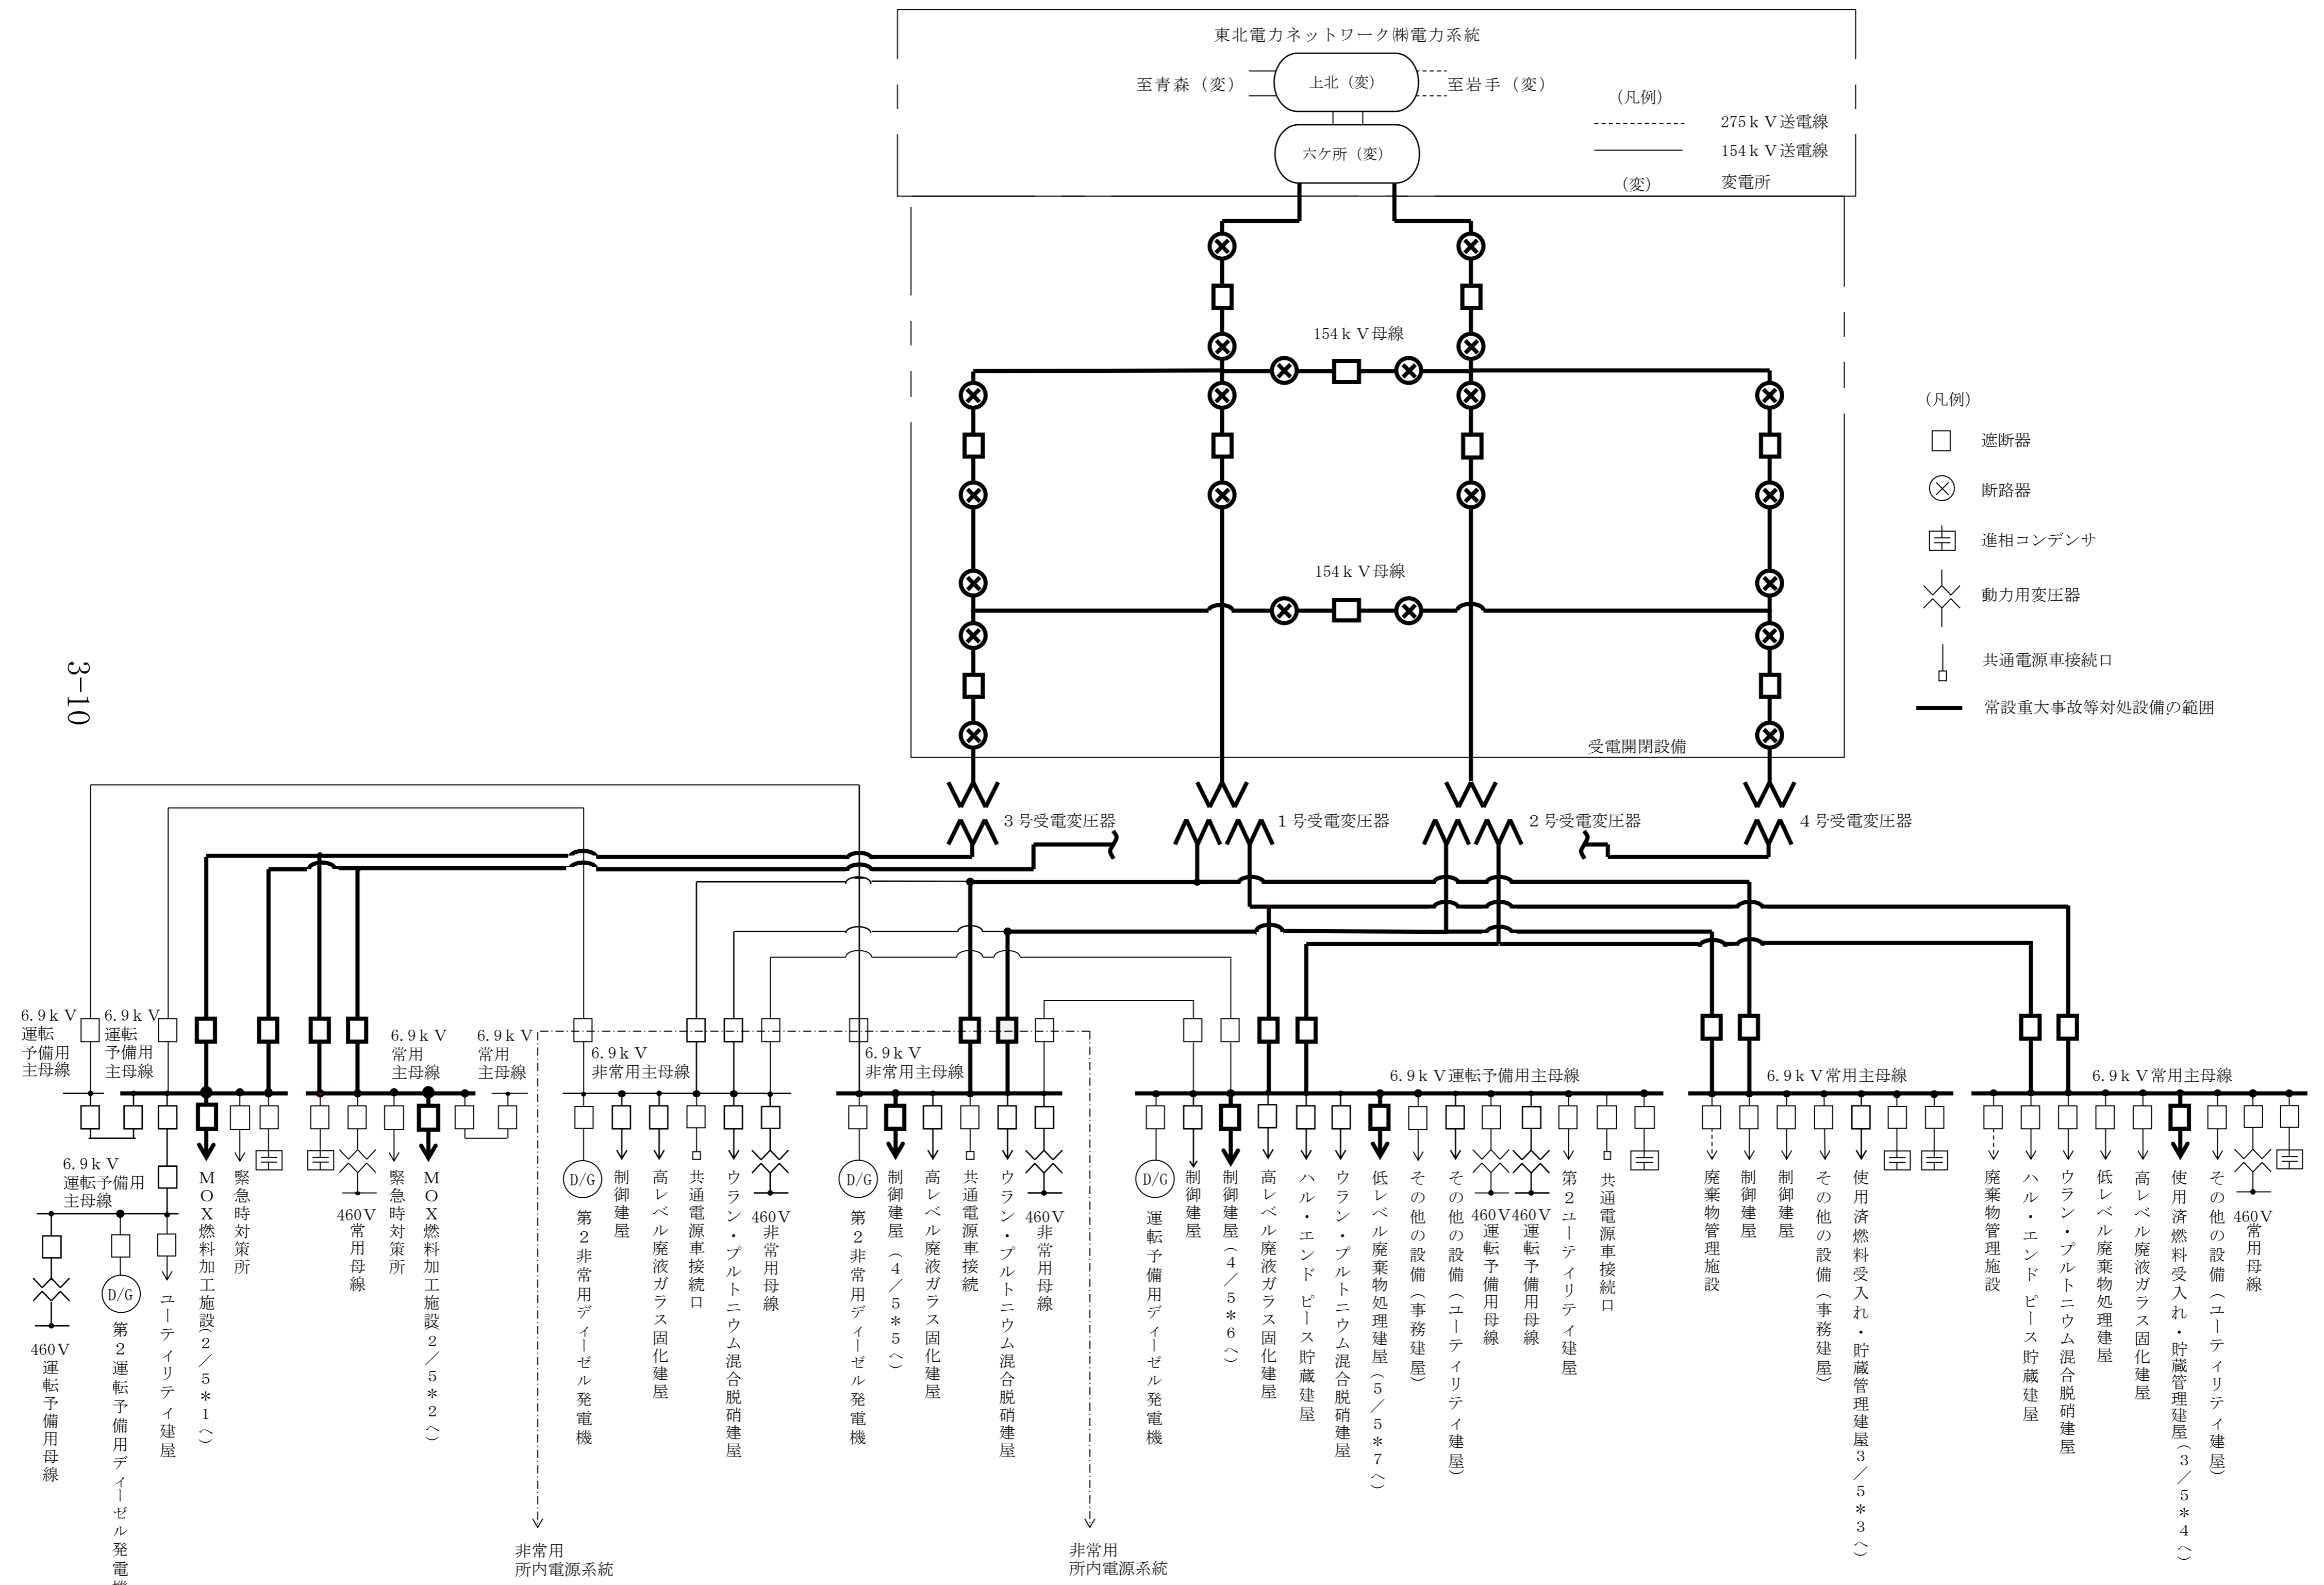 東北電力ネットワーク㈱電力系統
上北（変）
至青森（変）
至岩手（変）
六ケ所（変）
（凡例）
275ｋＶ送電線
154ｋＶ送電線
（変）
変電所
154ｋＶ母線
154ｋＶ母線
受電開閉設備
（凡例）
遮断器
断路器
進相コンデンサ
動力用変圧器
共通電源車接続口
常設重大事故等対処設備の範囲
3-10
３号受電変圧器
１号受電変圧器
２号受電変圧器
４号受電変圧器
6.9ｋＶ
運転
予備用
主母線
6.9ｋＶ
運転
予備用
主母線
6.9ｋＶ
常用
主母線
6.9ｋＶ
常用
主母線
6.9ｋＶ
非常用主母線
6.9ｋＶ
非常用主母線
6.9ｋＶ運転予備用主母線
6.9ｋＶ常用主母線
6.9ｋＶ常用主母線
6.9ｋＶ
運転予備用
主母線
460Ｖ
運転予備用母線
D/G
第２運転予備用ディーゼル発電機
ユーティリティ建屋
ＭＯＸ燃料加工施設（２／５＊１へ）
緊急時対策所
460Ｖ
常用母線
緊急時対策所
ＭＯＸ燃料加工施設（２／５＊２へ）
D/G
第２非常用ディーゼル発電機
制御建屋
高レベル廃液ガラス固化建屋
共通電源車接続口
ウラン・プルトニウム混合脱硝建屋
460Ｖ
非常用母線
D/G
第２非常用ディーゼル発電機
制御建屋（４／５＊５へ）
高レベル廃液ガラス固化建屋
共通電源車接続
ウラン・プルトニウム混合脱硝建屋
460Ｖ
非常用母線
D/G
運転予備用ディーゼル発電機
制御建屋
制御建屋（４／５＊６へ）
高レベル廃液ガラス固化建屋
ハル・エンドピース貯蔵建屋
ウラン・プルトニウム混合脱硝建屋
低レベル廃棄物処理建屋（５／５＊７へ）
その他の設備（事務建屋）
その他の設備（ユーティリティ建屋）
460Ｖ
運転予備用母線
460Ｖ
運転予備用母線
第２ユーティリティ建屋
共通電源車接続口
廃棄物管理施設
制御建屋
制御建屋
その他の設備（事務建屋）
使用済燃料受入れ・貯蔵管理建屋（３／５＊３へ）
廃棄物管理施設
ハル・エンドピース貯蔵建屋
ウラン・プルトニウム混合脱硝建屋
低レベル廃棄物処理建屋
高レベル廃液ガラス固化建屋
使用済燃料受入れ・貯蔵管理建屋（３／５＊４へ）
その他の設備（ユーティリティ建屋）
460Ｖ
常用母線
非常用
所内電源系統
非常用
所内電源系統